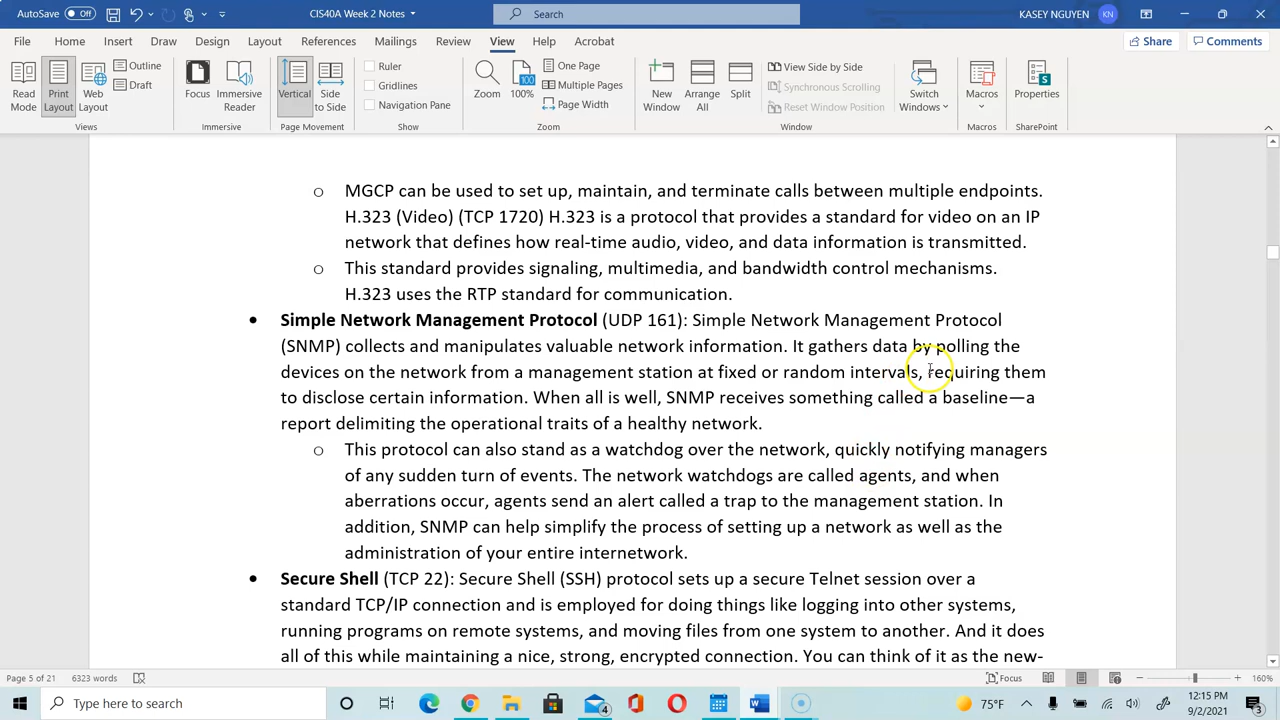 AutoSave Off CIS40A Week 2 Notes Search KASEY NGUYEN KN
File Home Insert Draw Design Layout References Mailings Review View Help Acrobat Share Comments
Read Mode
Print Layout
Web Layout
Outline
Draft
Views
Focus
Immersive Reader
Immersive
Vertical
Side to Side
Page Movement
Ruler
Gridlines
Navigation Pane
Show
Zoom
100
100%
One Page
Multiple Pages
Page Width
Zoom
New Window
Arrange All
Split
View Side by Side
Synchronous Scrolling
Reset Window Position
Switch Windows
Window
Macros
Macros
Properties
SharePoint
o MGCP can be used to set up, maintain, and terminate calls between multiple endpoints.
H.323 (Video) (TCP 1720) H.323 is a protocol that provides a standard for video on an IP
network that defines how real-time audio, video, and data information is transmitted.
o This standard provides signaling, multimedia, and bandwidth control mechanisms.
H.323 uses the RTP standard for communication.
• Simple Network Management Protocol (UDP 161): Simple Network Management Protocol
(SNMP) collects and manipulates valuable network information. It gathers data by polling the
devices on the network from a management station at fixed or random intervals, requiring them
to disclose certain information. When all is well, SNMP receives something called a baseline—a
report delimiting the operational traits of a healthy network.
o This protocol can also stand as a watchdog over the network, quickly notifying managers
of any sudden turn of events. The network watchdogs are called agents, and when
aberrations occur, agents send an alert called a trap to the management station. In
addition, SNMP can help simplify the process of setting up a network as well as the
administration of your entire internetwork.
• Secure Shell (TCP 22): Secure Shell (SSH) protocol sets up a secure Telnet session over a
standard TCP/IP connection and is employed for doing things like logging into other systems,
running programs on remote systems, and moving files from one system to another. And it does
all of this while maintaining a nice, strong, encrypted connection. You can think of it as the new-
Page 5 of 21 6323 words Focus 160%
Type here to search 4 75°F 12:15 PM
9/2/2021 3